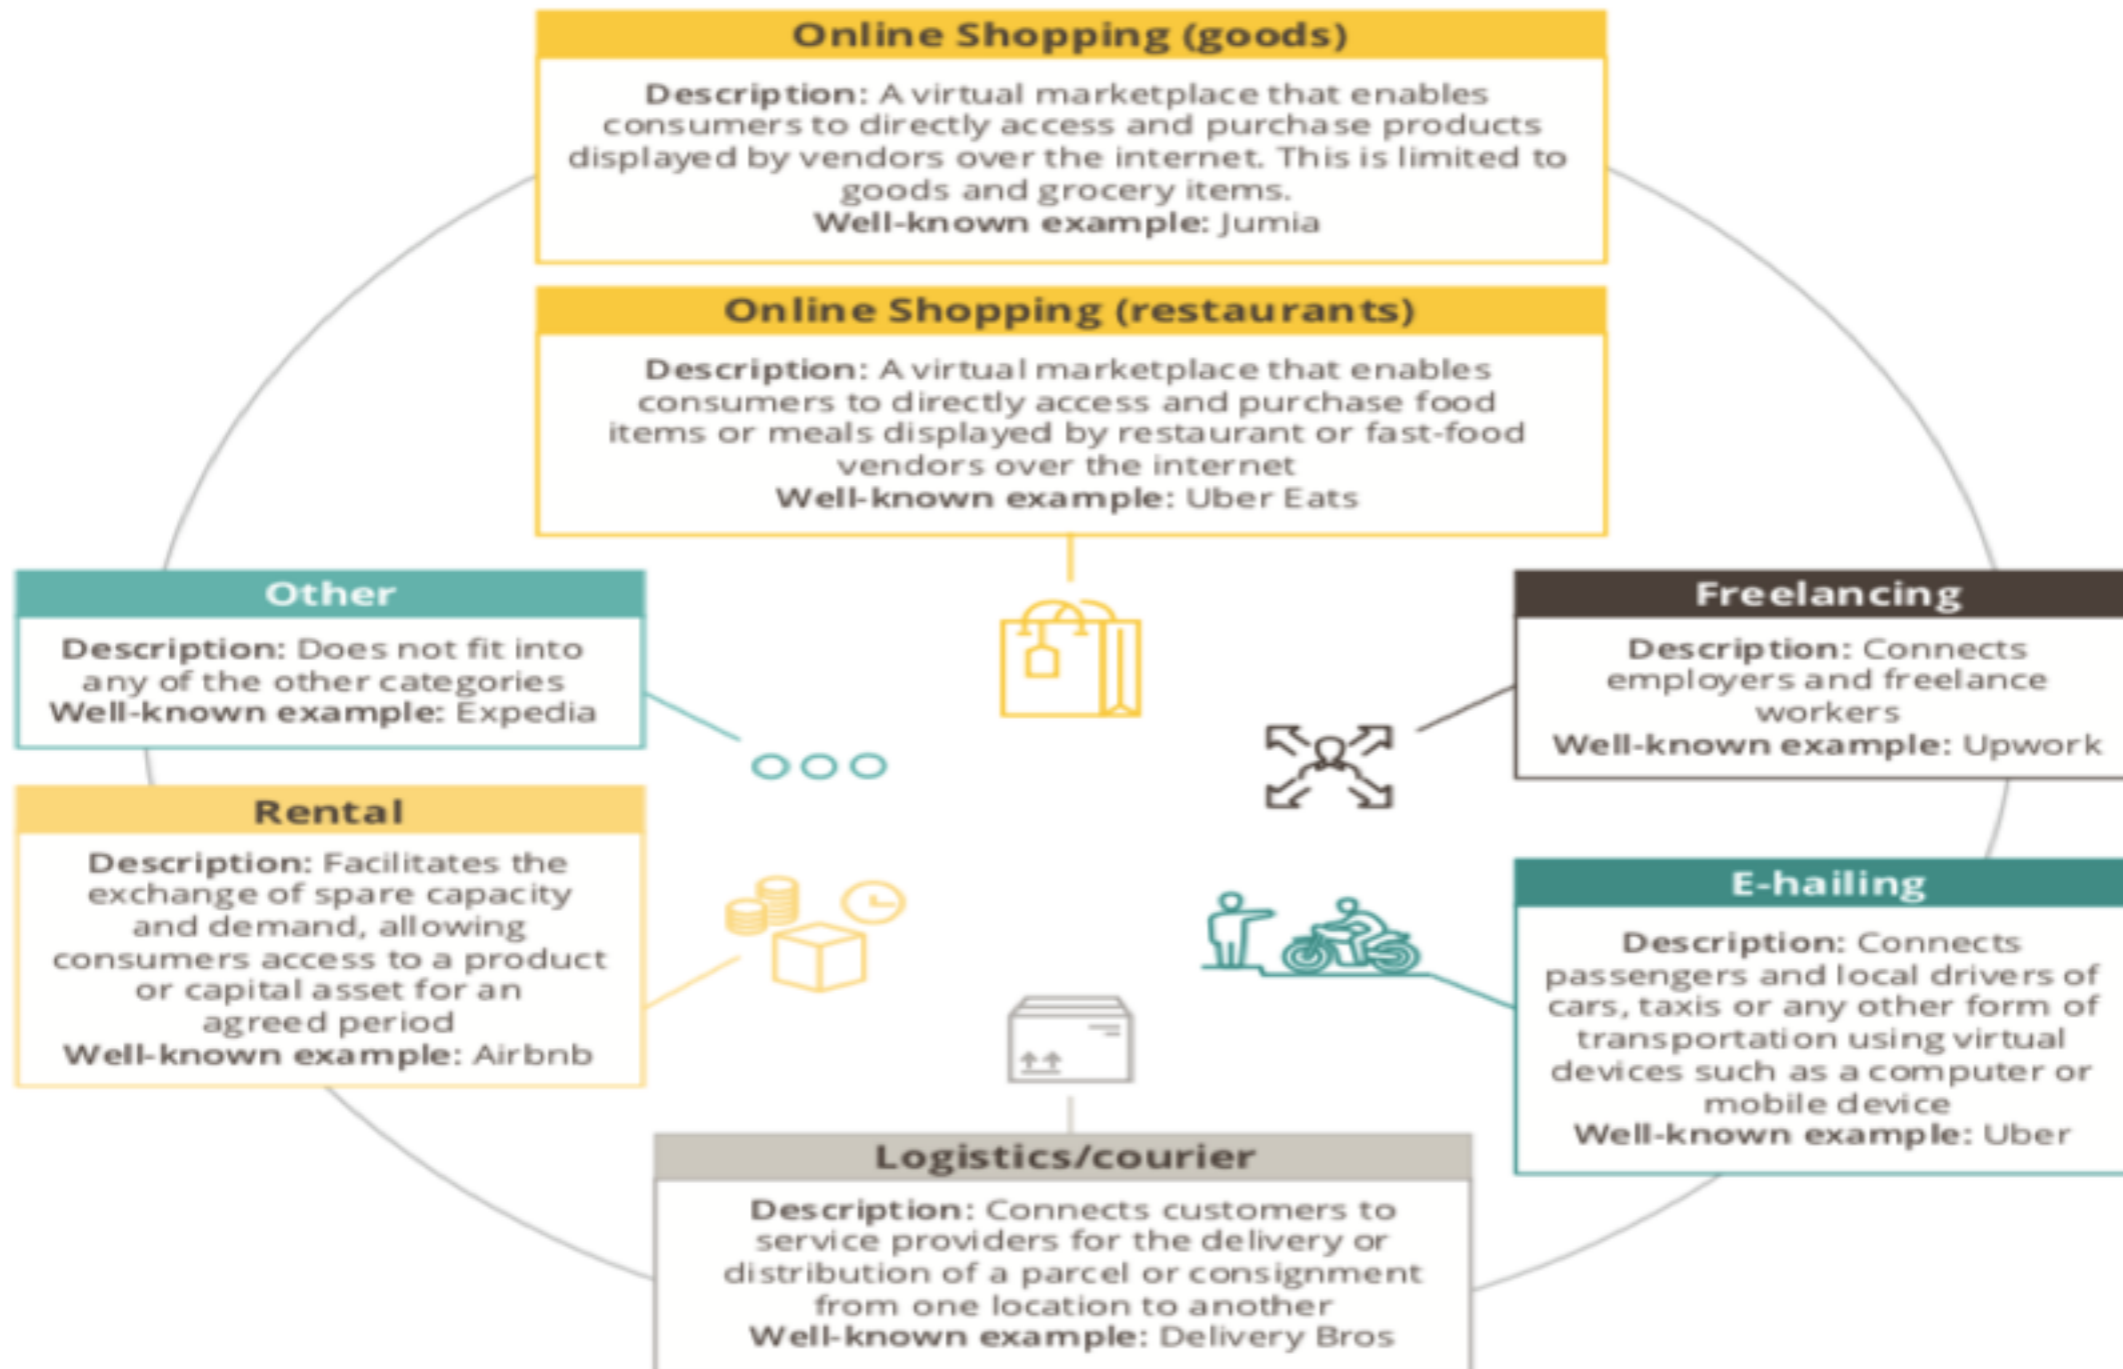 Online Shopping (goods)
Description: A virtual marketplace that enables
consumers to directly access and purchase products
displayed by vendors over the internet. This is limited to
goods and grocery items.
Well-known example: Jumia
Online Shopping (restaurants)
Description: A virtual marketplace that enables
consumers to directly access and purchase food
items or meals displayed by restaurant or fast-food
vendors over the internet
Well-known example: Uber Eats
Other
Description: Does not fit into
any of the other categories
Well-known example: Expedia
Freelancing
Description: Connects
employers and freelance
workers
Well-known example: Upwork
Rental
Description: Facilitates the
exchange of spare capacity
and demand, allowing
consumers access to a product
or capital asset for an
agreed period
Well-known example: Airbnb
E-hailing
Description: Connects
passengers and local drivers of
cars, taxis or any other form of
transportation using virtual
devices such as a computer or
mobile device
Well-known example: Uber
Logistics/courier
Description: Connects customers to
service providers for the delivery or
distribution of a parcel or consignment
from one location to another
Well-known example: Delivery Bros